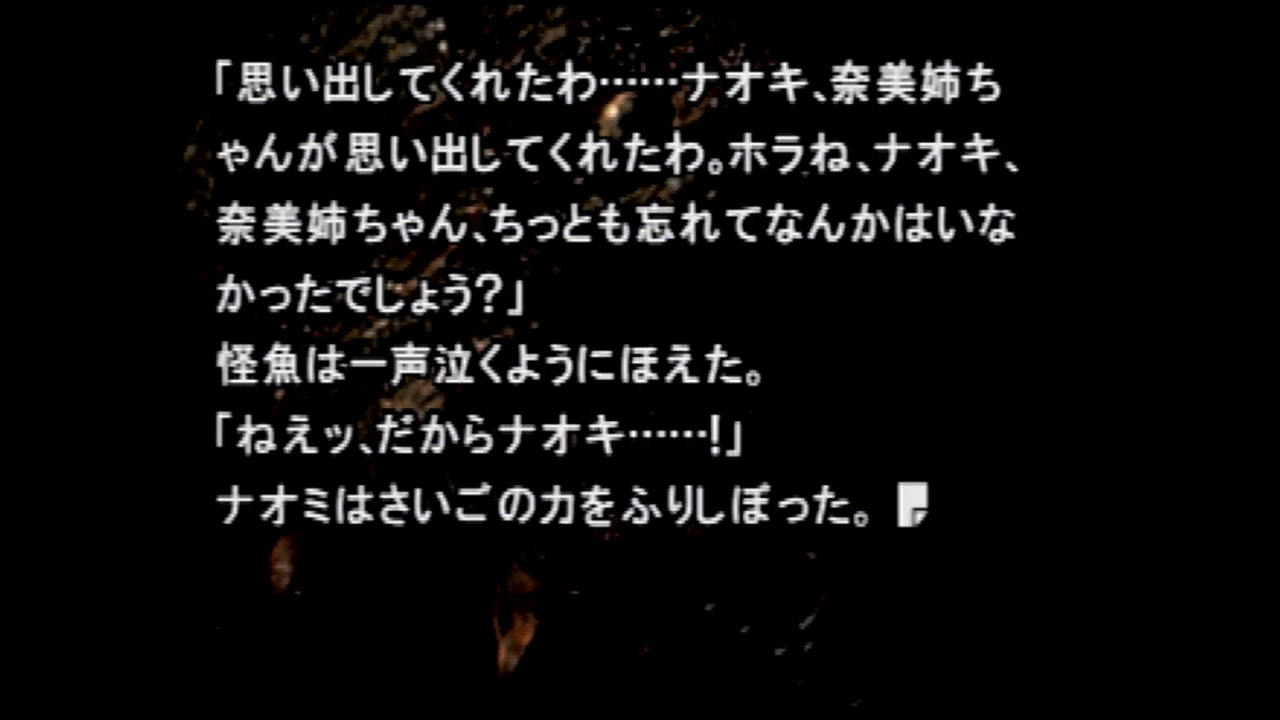 「思い出してくれたわ……ナオキ、奈美姉ち
ゃんが思い出してくれたわ。ホラね、ナオキ、
奈美姉ちゃん、ちっとも忘れてなんかはいな
かったでしょう？」
怪魚は一声泣くようにほえた。
「ねえッ、だからナオキ……！」
ナオミはさいごの力をふりしぼった。